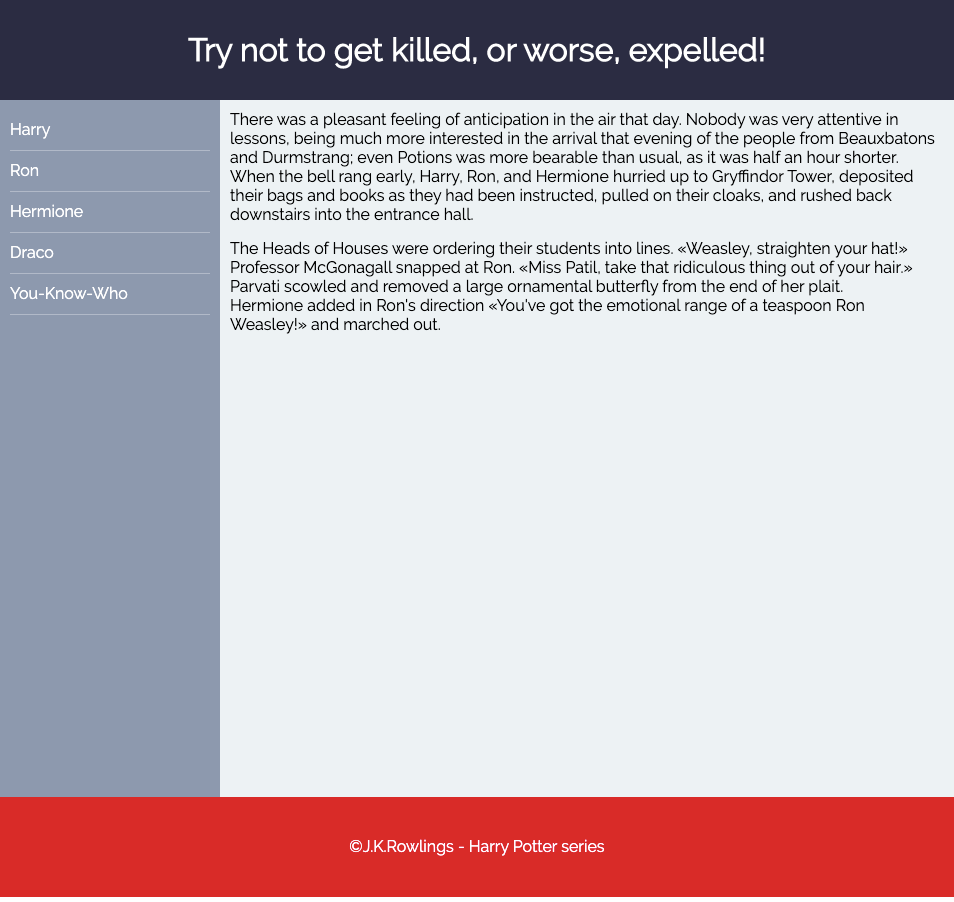 Try not to get killed, or worse, expelled!
Harry
Ron
Hermione
Draco
You-Know-Who
There was a pleasant feeling of anticipation in the air that day. Nobody was very attentive in
lessons, being much more interested in the arrival that evening of the people from Beauxbatons
and Durmstrang; even Potions was more bearable than usual, as it was half an hour shorter.
When the bell rang early, Harry, Ron, and Hermione hurried up to Gryffindor Tower, deposited
their bags and books as they had been instructed, pulled on their cloaks, and rushed back
downstairs into the entrance hall.
The Heads of Houses were ordering their students into lines. «Weasley, straighten your hat!»
Professor McGonagall snapped at Ron. «Miss Patil, take that ridiculous thing out of your hair.»
Parvati scowled and removed a large ornamental butterfly from the end of her plait.
Hermione added in Ron's direction «You've got the emotional range of a teaspoon Ron
Weasley!» and marched out.
©J.K.Rowlings - Harry Potter series